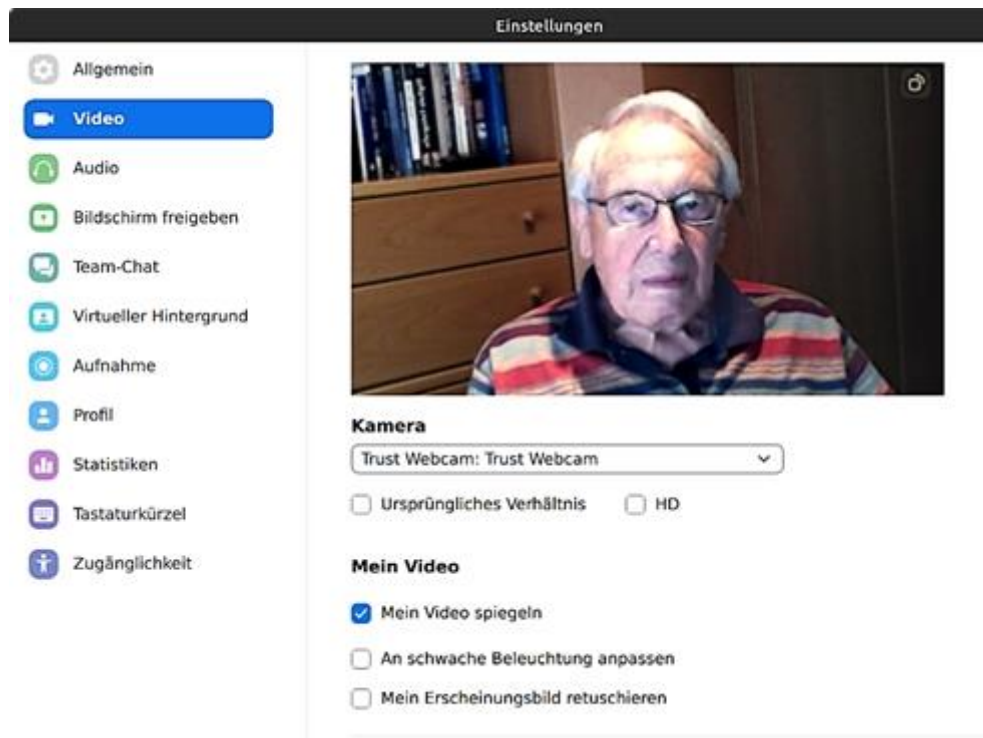 Einstellungen
Allgemein
Video
Audio
Bildschirm freigeben
Team-Chat
Virtueller Hintergrund
Aufnahme
Profil
Statistiken
Tastaturkürzel
Zugänglichkeit
Kamera
Trust Webcam: Trust Webcam
Ursprüngliches Verhältnis HD
Mein Video
Mein Video spiegeln
An schwache Beleuchtung anpassen
Mein Erscheinungsbild retuschieren